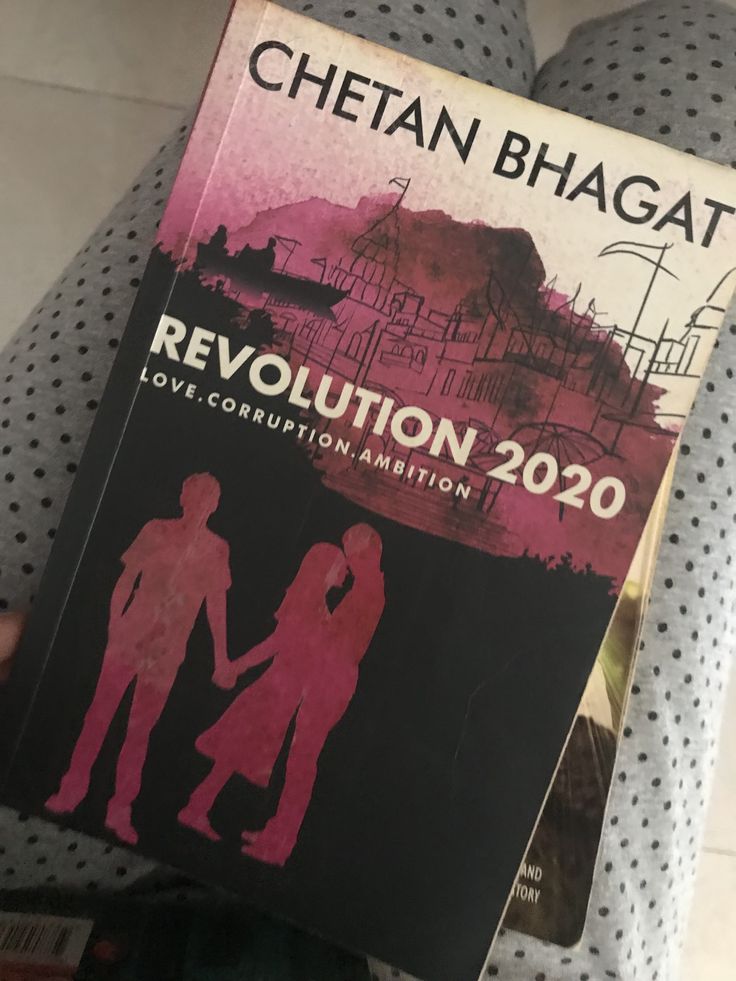 CHETAN BHAGAT
REVOLUTION 2020
LOVE.CORRUPTION.AMBITION
AND
STORY